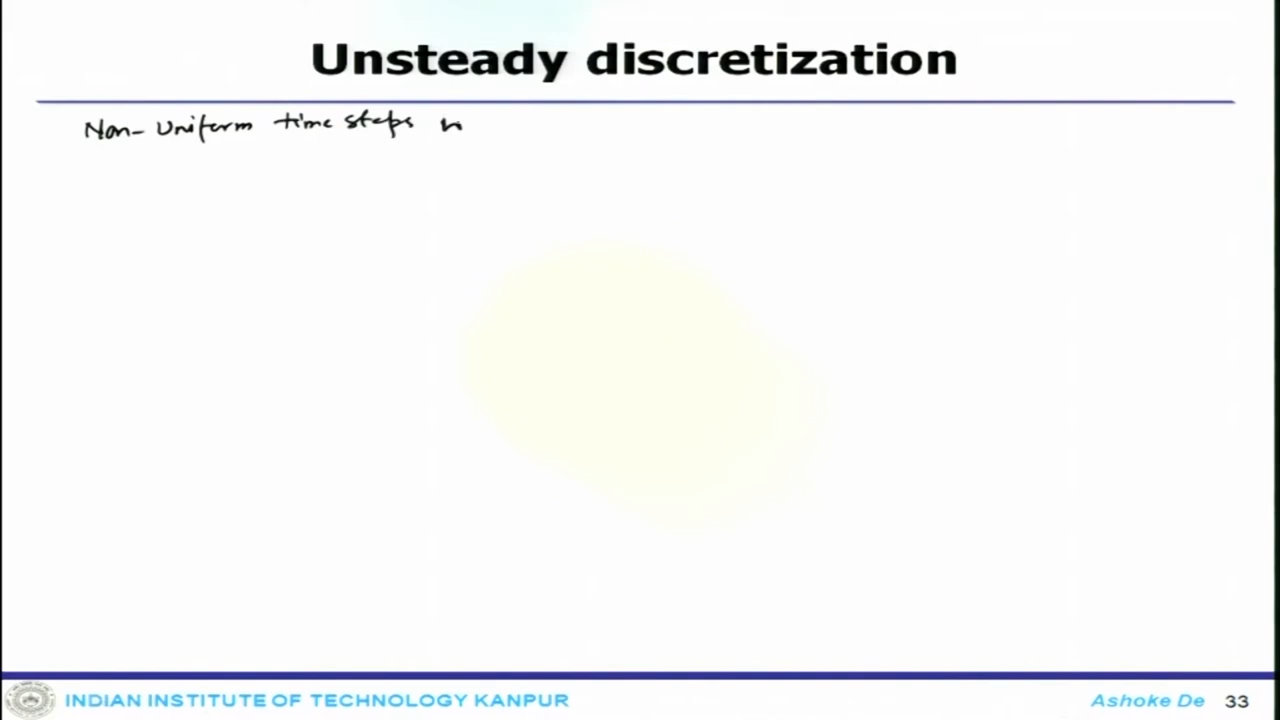 Unsteady discretization
Non-Uniform time steps
INDIAN INSTITUTE OF TECHNOLOGY KANPUR
Ashoke De 33